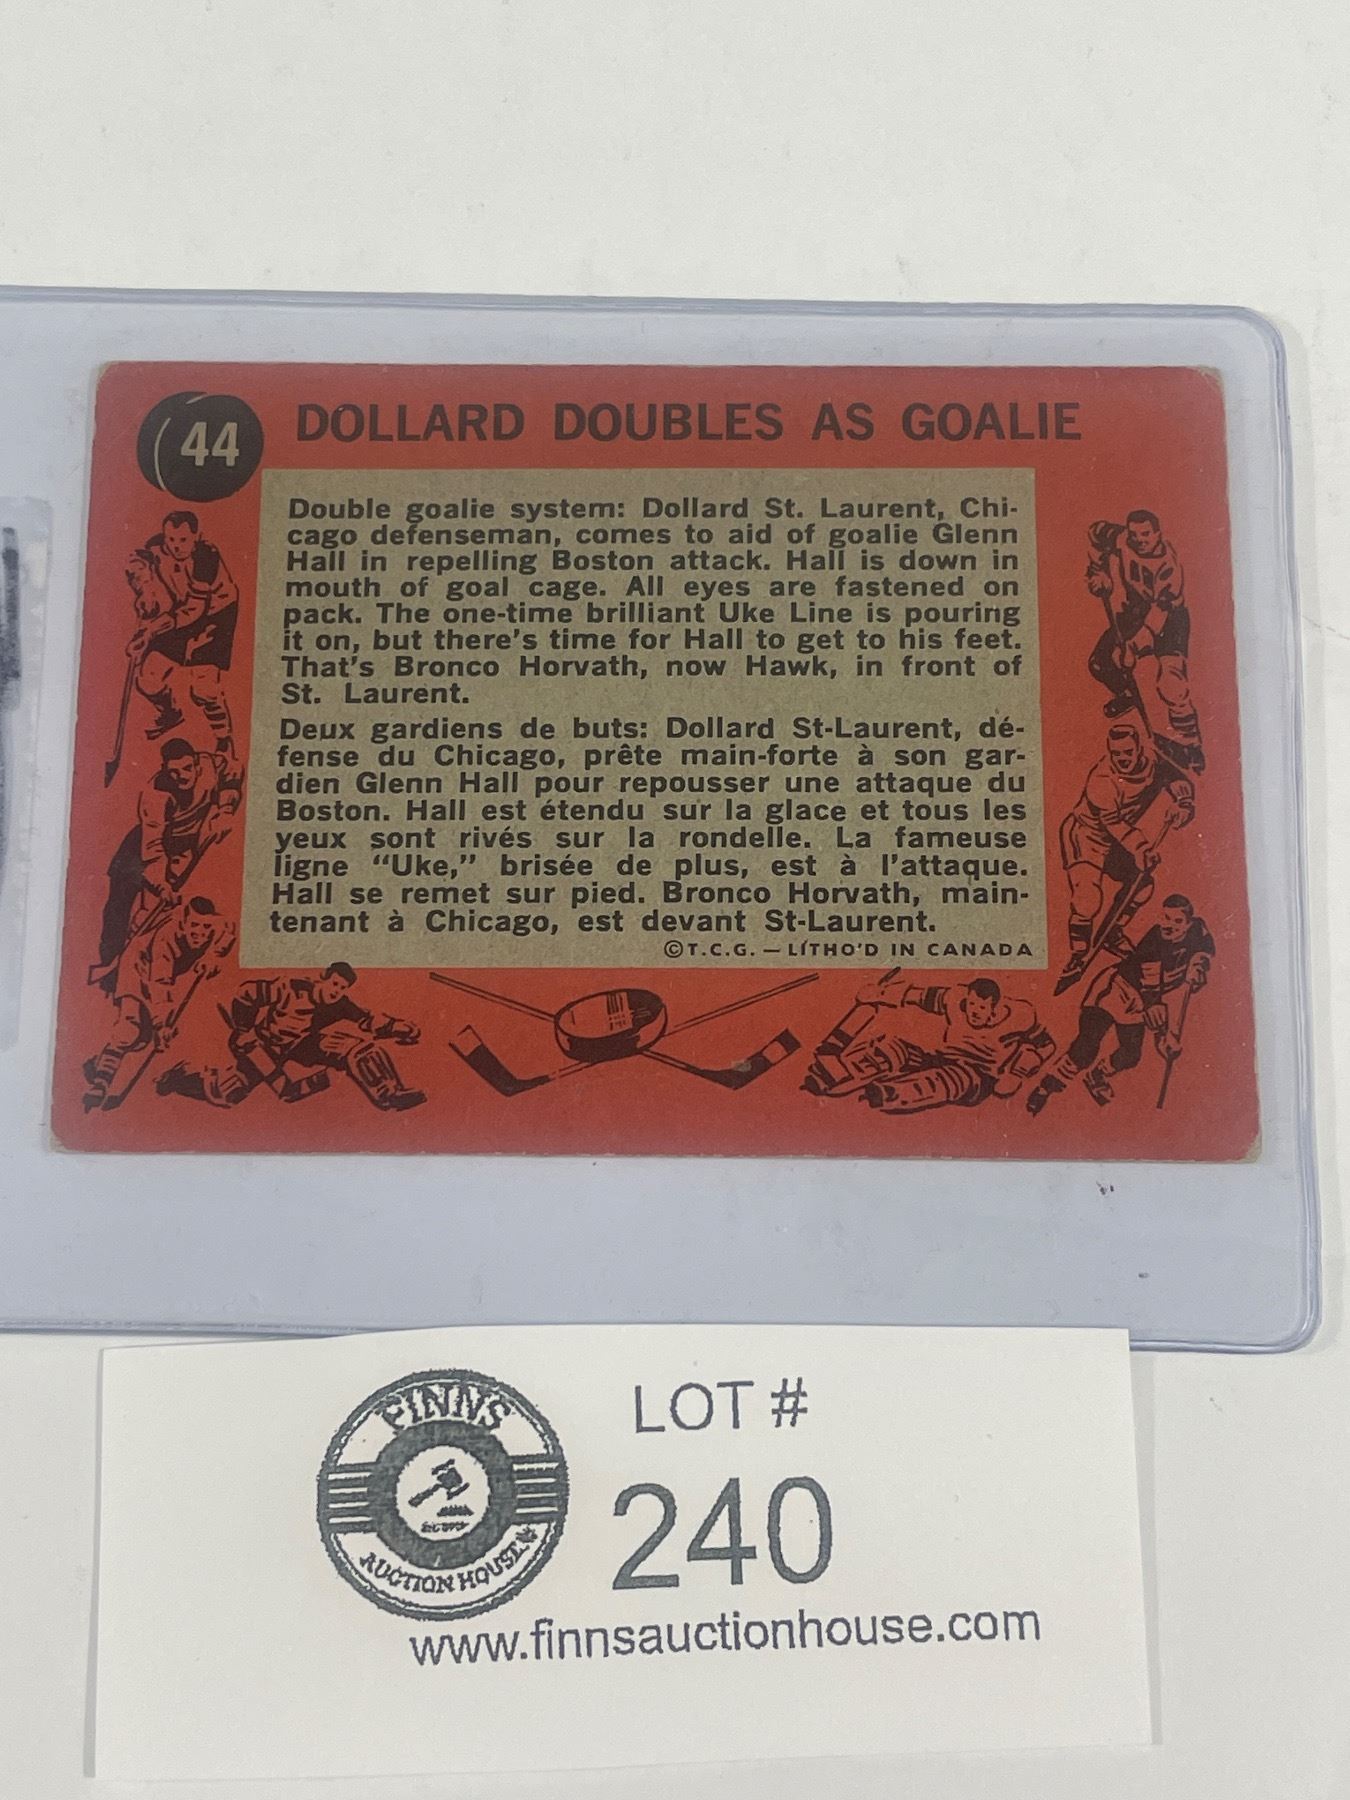 44
DOLLARD DOUBLES AS GOALIE
Double goalie system: Dollard St. Laurent, Chi-
cago defenseman, comes to aid of goalie Glenn
Hall in repelling Boston attack. Hall is down in
mouth of goal cage. All eyes are fastened on
pack. The one-time brilliant Uke Line is pouring
it on, but there's time for Hall to get to his feet.
That's Bronco Horvath, now Hawk, in front of
St. Laurent.
Deux gardiens de buts: Dollard St-Laurent, dé-
fense du Chicago, prête main-forte à son gar-
dien Glenn Hall pour repousser une attaque du
Boston. Hall est étendu sur la glace et tous les
yeux sont rivés sur la rondelle. La fameuse
ligne “Uke,” brisée de plus, est à l'attaque.
Hall se remet sur pied. Bronco Horvath, main-
tenant à Chicago, est devant St-Laurent.
©T.C.G. — LITHO'D IN CANADA
FINNS
AUCTION HOUSE
LOT #
240
www.finnsauctionhouse.com